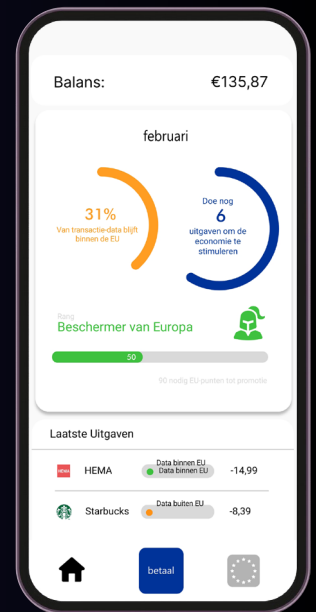 Balans: €135,87
februari
31%
Van transactie-data blijft
binnen de EU
Doe nog
6
uitgaven om de
economie te
stimuleren
Rang
Beschermer van Europa
50
90 nodig EU-punten tot promotie
Laatste Uitgaven
HEMA
HEMA
Data binnen EU
Data binnen EU
-14,99
Starbucks
Data buiten EU
-8,39
betaal